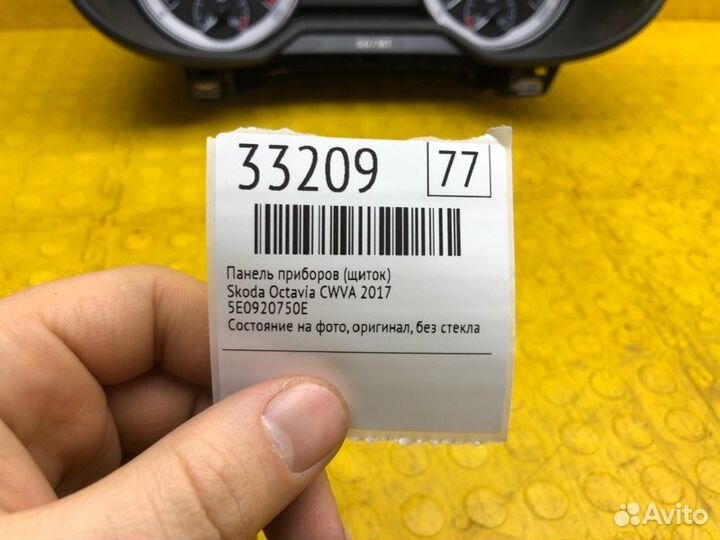 33209 77
Панель приборов (щиток)
Skoda Octavia CWVA 2017
5E0920750E
Состояние на фото, оригинал, без стекла
Avito